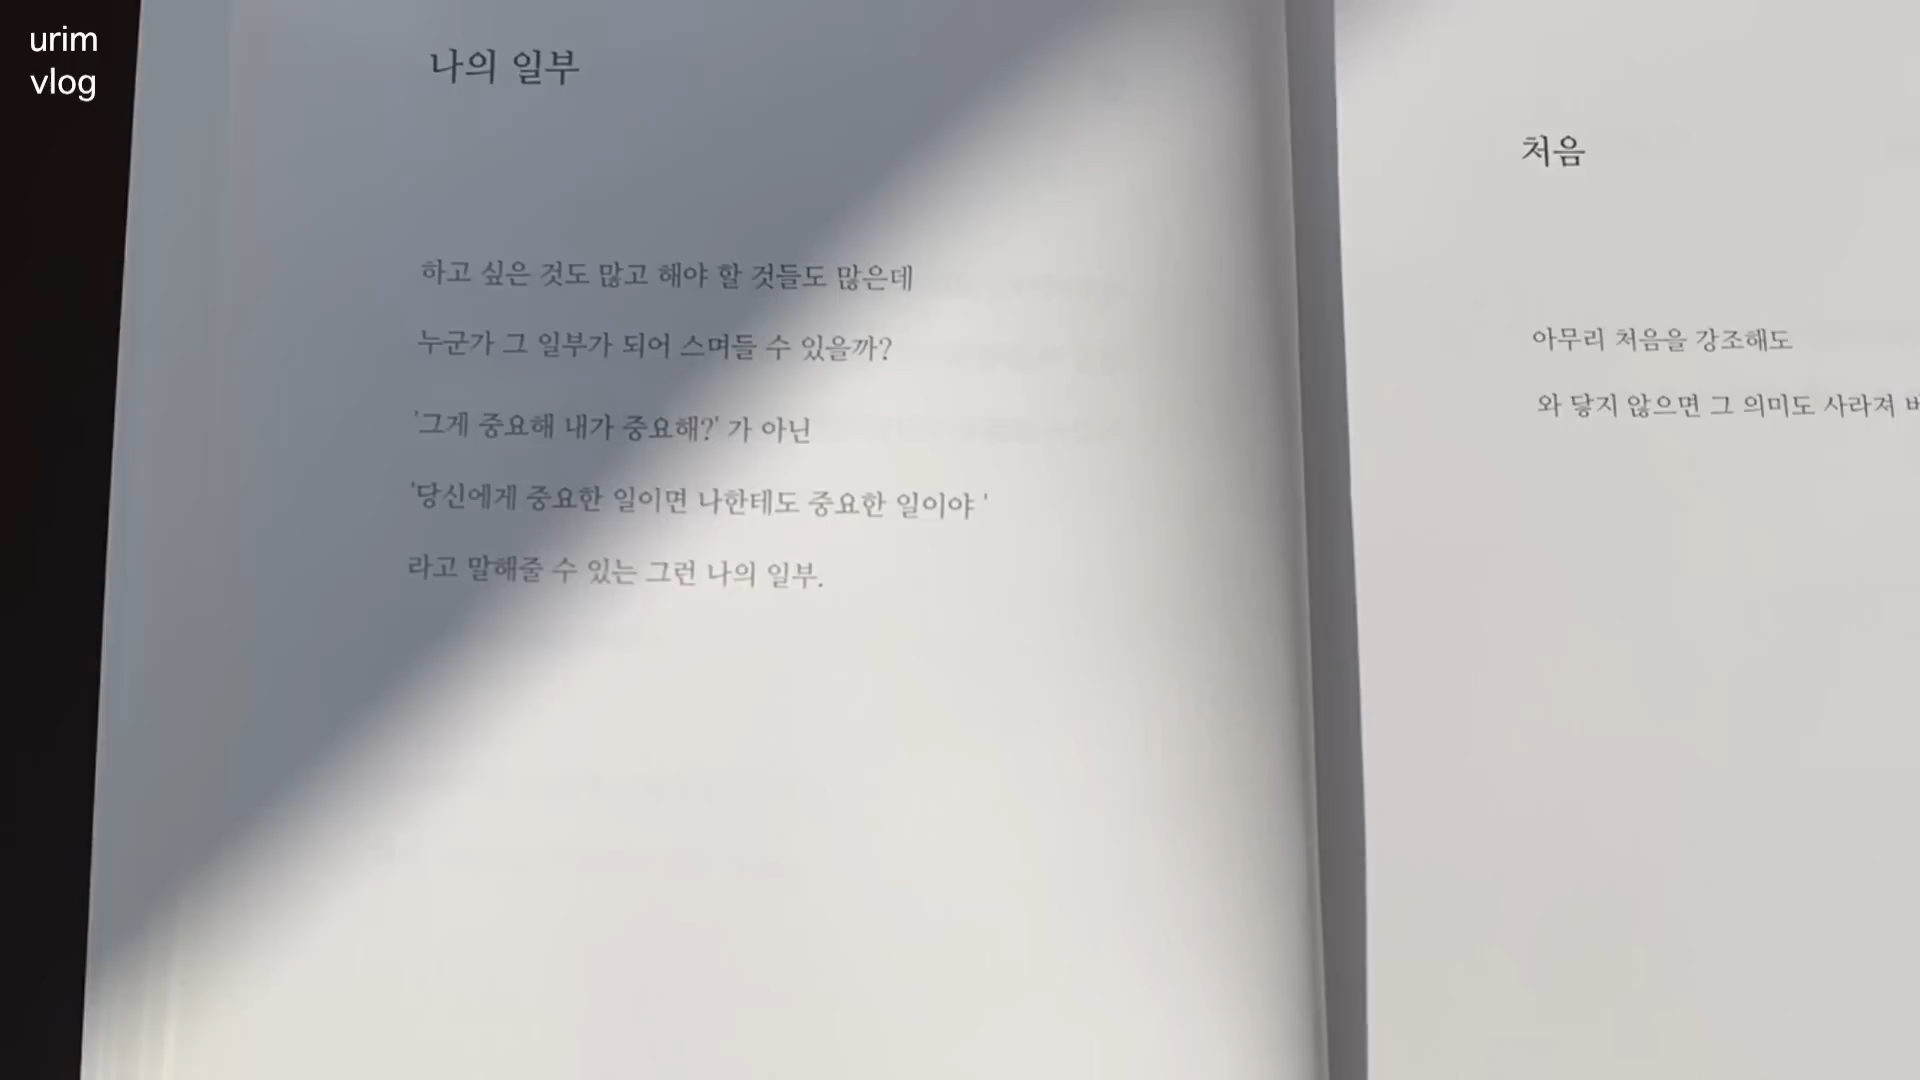 urim
vlog
나의 일부
하고 싶은 것도 많고 해야 할 것들도 많은데
누군가 그 일부가 되어 스며들 수 있을까?
'그게 중요해 내가 중요해?' 가 아닌
'당신에게 중요한 일이면 나한테도 중요한 일이야 '
라고 말해줄 수 있는 그런 나의 일부.
처음
아무리 처음을 강조해도
와 닿지 않으면 그 의미도 사라져